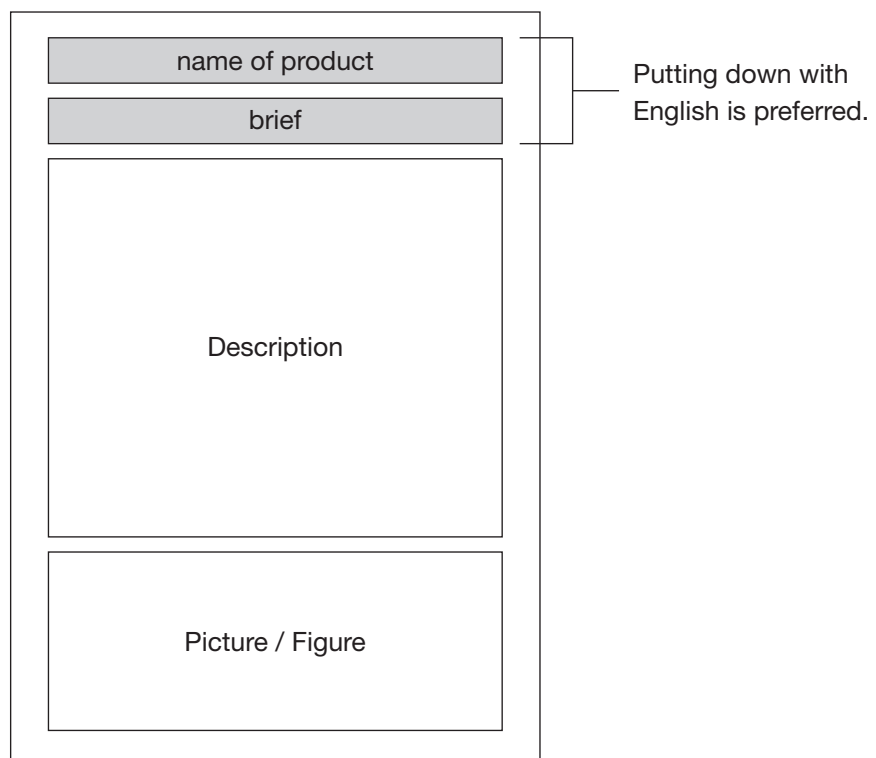 name of product
brief
Putting down with
English is preferred.
Description
Picture / Figure